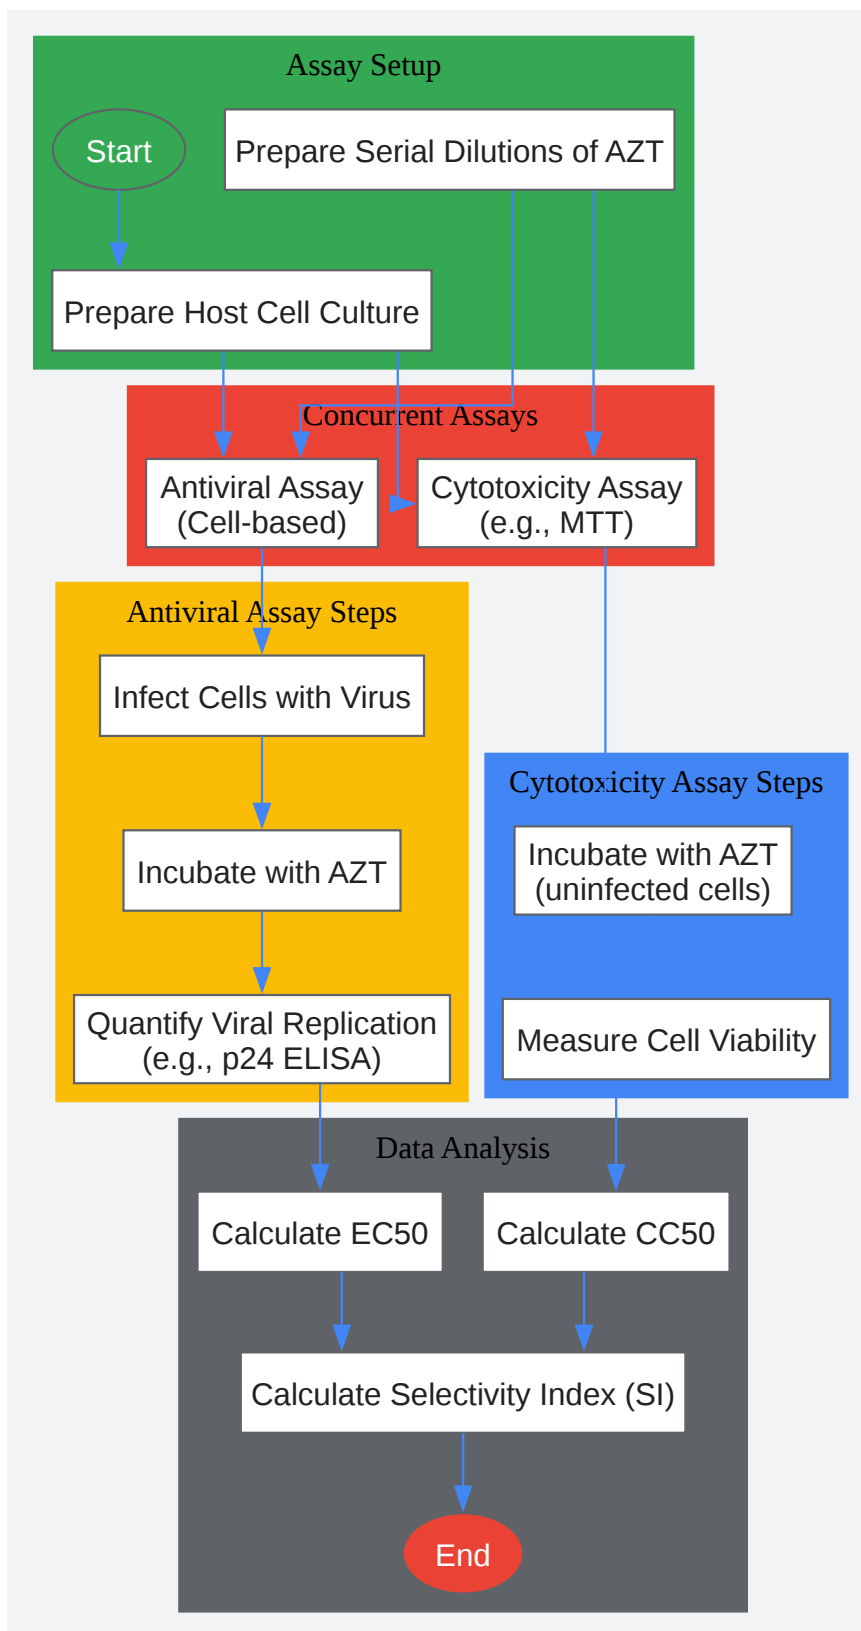 Assay Setup
Start
Prepare Serial Dilutions of AZT
Prepare Host Cell Culture
Concurrent Assays
Antiviral Assay
(Cell-based)
Cytotoxicity Assay
(e.g., MTT)
Antiviral Assay Steps
Infect Cells with Virus
Incubate with AZT
Quantify Viral Replication
(e.g., p24 ELISA)
Cytotoxicity Assay Steps
Incubate with AZT
(uninfected cells)
Measure Cell Viability
Data Analysis
Calculate EC50
Calculate CC50
Calculate Selectivity Index (SI)
End